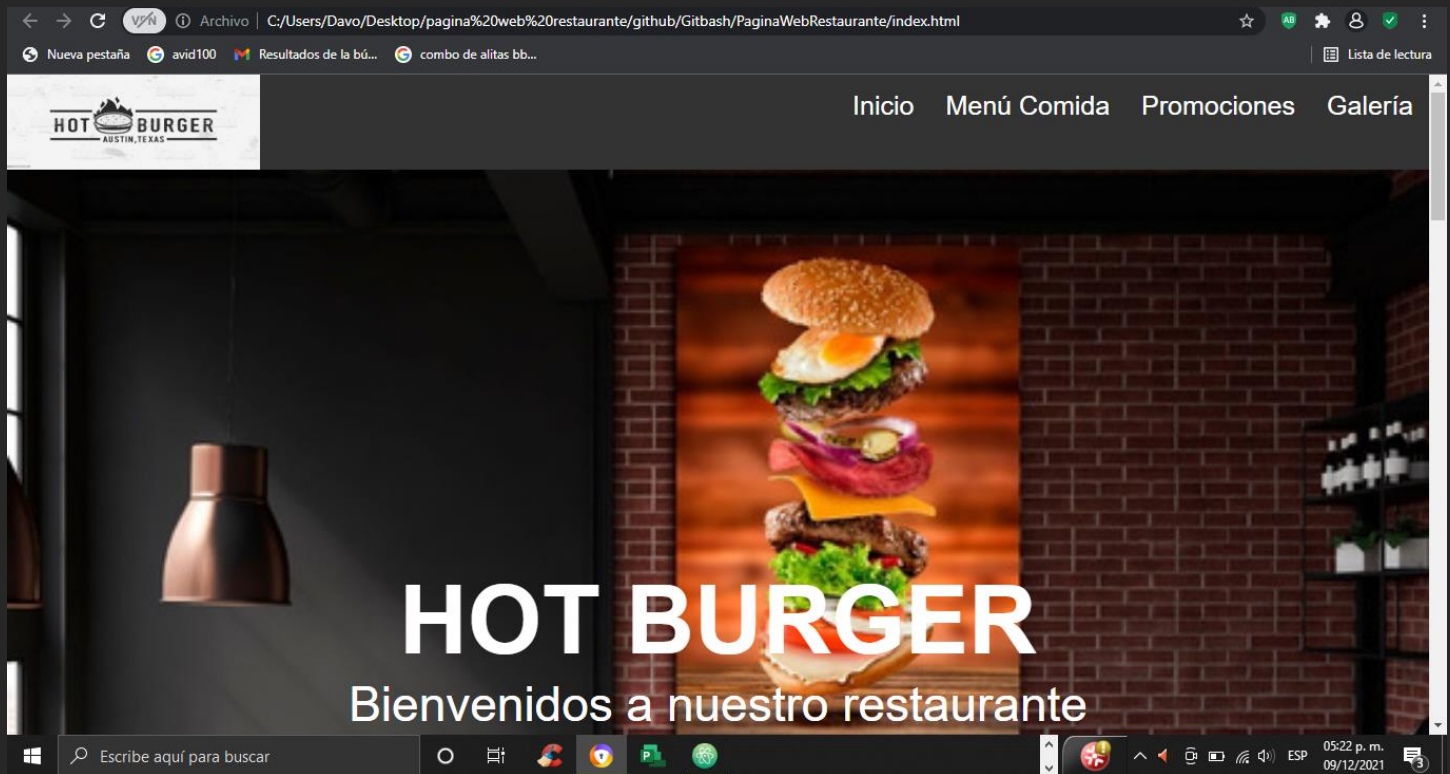 VPN
Archivo
C:/Users/Davo/Desktop/pagina%20web%20restaurante/github/Gitbash/PaginaWebRestaurante/index.html
AB
Nueva pestaña
avid100
Resultados de la bú...
combo de alitas bb...
Lista de lectura
HOT BURGER
AUSTIN,TEXAS
Inicio Menú Comida Promociones Galería
HOT BURGER
Bienvenidos a nuestro restaurante
Escribe aquí para buscar
ESP
05:22 p. m.
09/12/2021
3